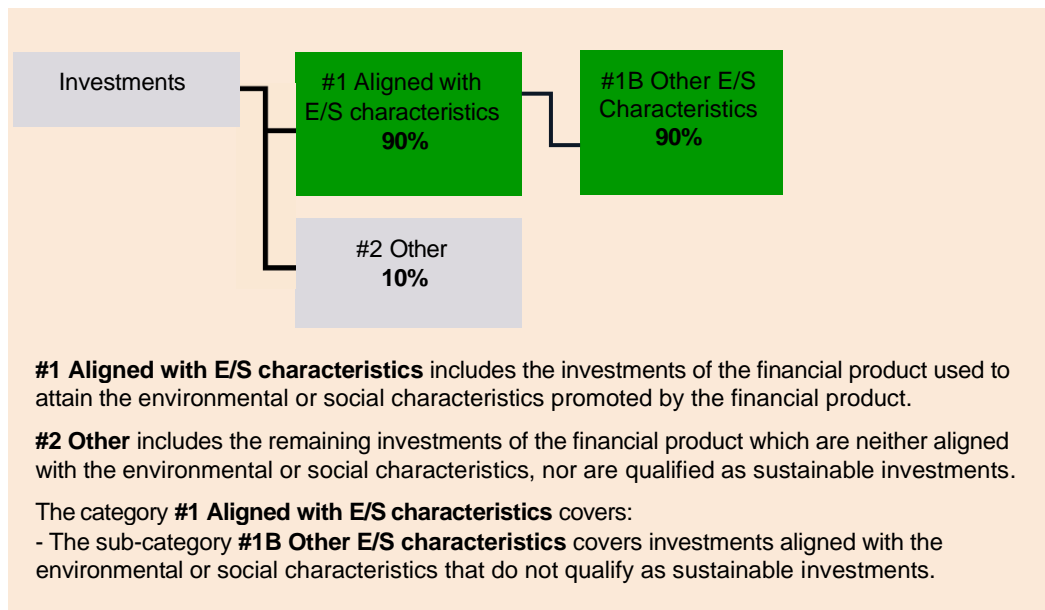 Investments
#1 Aligned with
E/S characteristics
90%
#1B Other E/S
Characteristics
90%
#2 Other
10%
#1 Aligned with E/S characteristics includes the investments of the financial product used to
attain the environmental or social characteristics promoted by the financial product.
#2 Other includes the remaining investments of the financial product which are neither aligned
with the environmental or social characteristics, nor are qualified as sustainable investments.
The category #1 Aligned with E/S characteristics covers:
- The sub-category #1B Other E/S characteristics covers investments aligned with the
environmental or social characteristics that do not qualify as sustainable investments.